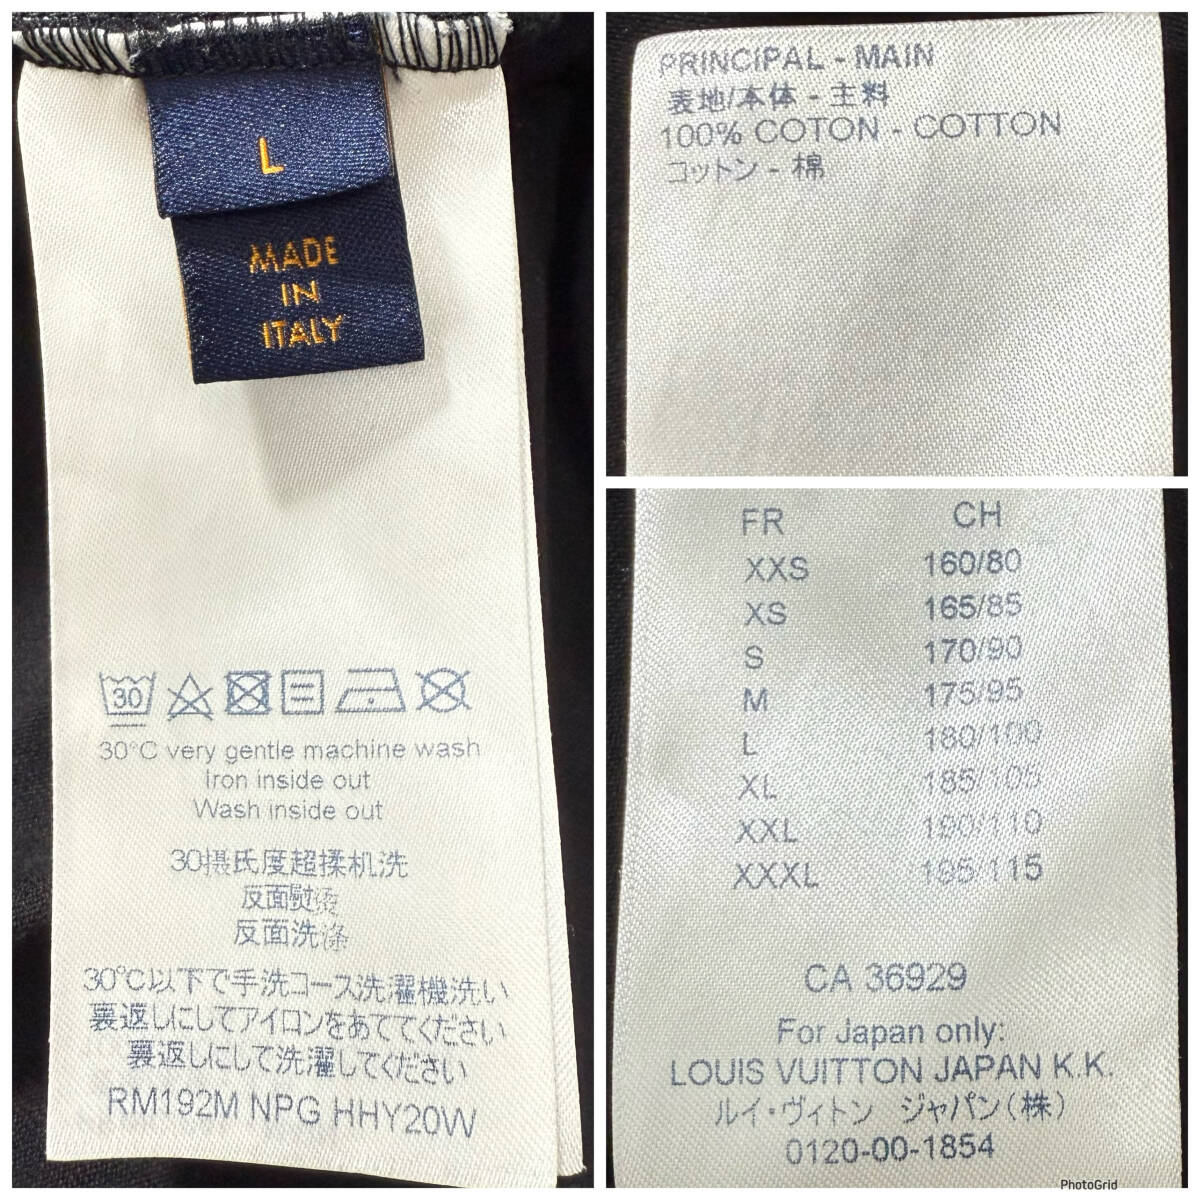 L
MADE
IN
ITALY
30
30°C very gentle machine wash
Iron inside out
Wash inside out
30摄氏度超揉机洗
反面熨烫
反面洗涤
30°C以下で手洗コース洗濯機洗い
裏返しにしてアイロンをあててください
裏返しにして洗濯してください
RM192M NPG HHY20W
PRINCIPAL - MAIN
表地/本体 - 主料
100% COTON - COTTON
コットン - 棉
FR CH
XXS 160/80
XS 165/85
S 170/90
M 175/95
L 180/100
XL 185/105
XXL 190/110
XXXL 195/115
CA 36929
For Japan only:
LOUIS VUITTON JAPAN K.K.
ルイ・ヴィトン ジャパン(株)
0120-00-1854
PhotoGrid